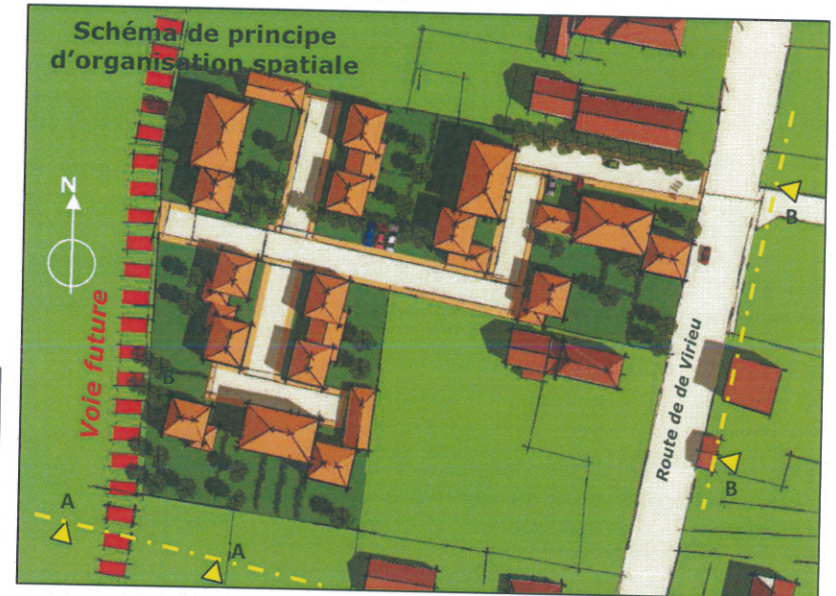 Schéma de principe
d'organisation spatiale
N
Voie future
Route de de Virieu
B
B
B
A
A